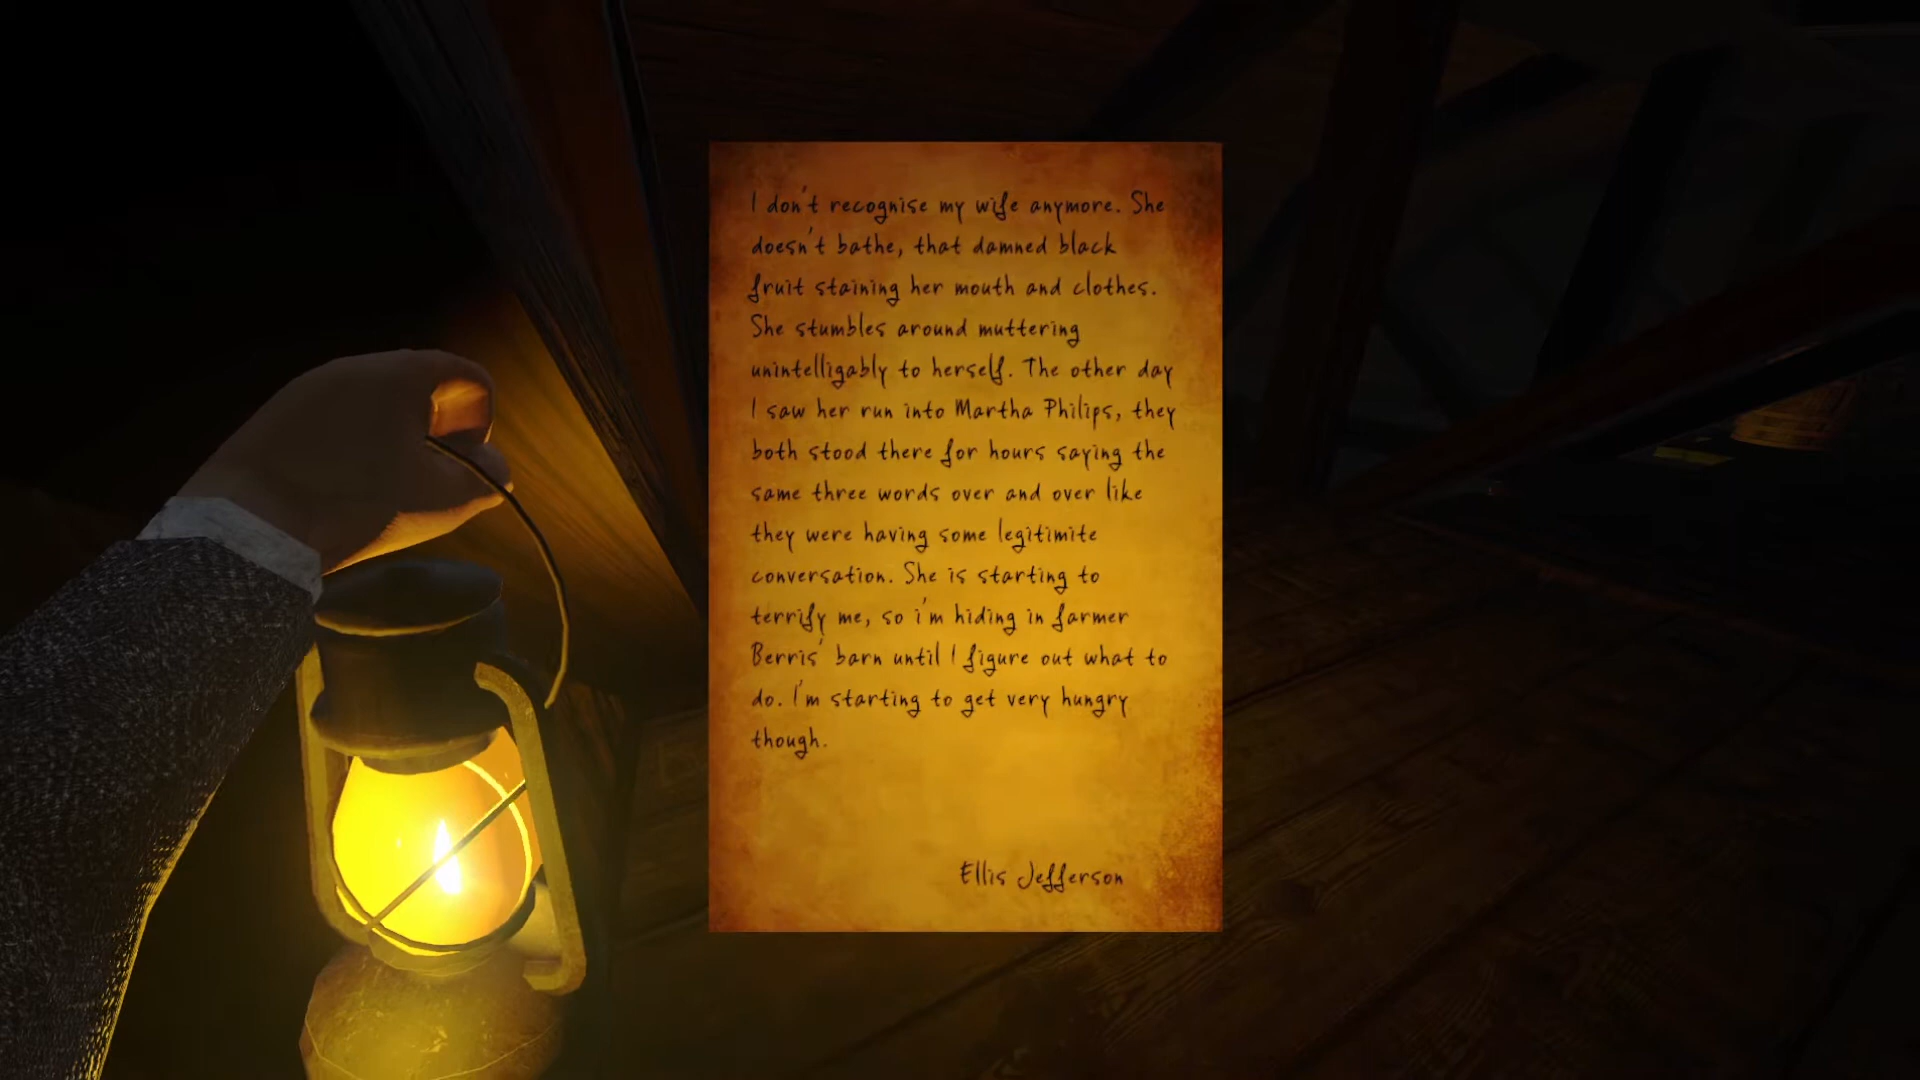 I don't recognise my wife anymore. She
doesn't bathe, that damned black
fruit staining her mouth and clothes.
She stumbles around muttering
unintelligably to herself. The other day
I saw her run into Martha Philips, they
both stood there for hours saying the
same three words over and over like
they were having some legitimite
conversation. She is starting to
terrify me, so i'm hiding in farmer
Berris' barn until I figure out what to
do. I'm starting to get very hungry
though.
Ellis Jefferson